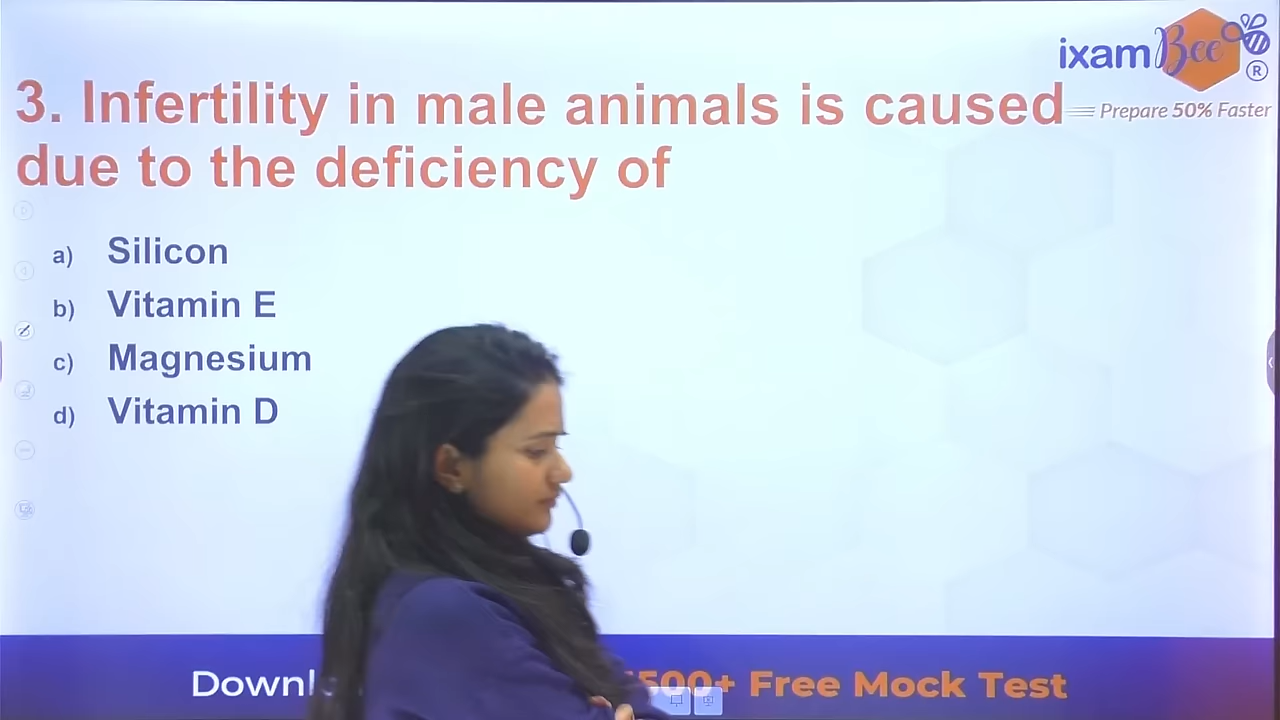 ixamBee
®
Prepare 50% Faster
3. Infertility in male animals is caused
due to the deficiency of
a) Silicon
b) Vitamin E
c) Magnesium
d) Vitamin D
500+ Free Mock Test